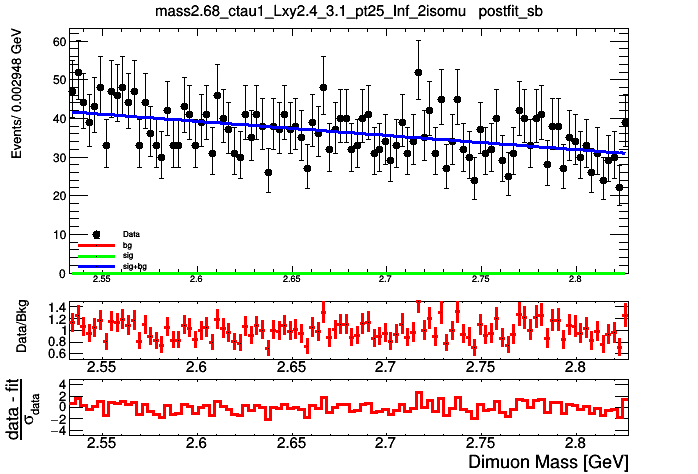 mass2.68_ctau1_Lxy2.4_3.1_pt25_Inf_2isomu postfit_sb
Events/ 0.002948 GeV
60
50
40
30
20
10
0
Data
bg
sig
sig+bg
2.55 2.6 2.65 2.7 2.75 2.8
Data/Bkg
1.4
1.2
1
0.8
0.6
2.55 2.6 2.65 2.7 2.75 2.8
data - fit
σdata
4
2
0
−2
−4
2.55 2.6 2.65 2.7 2.75 2.8
Dimuon Mass [GeV]